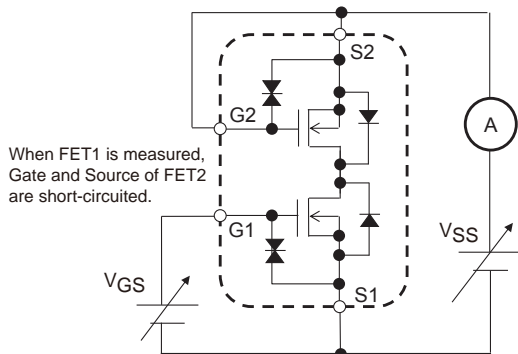 S2
G2
A
When FET1 is measured,
Gate and Source of FET2
are short-circuited.
G1
VSS
VGS
S1